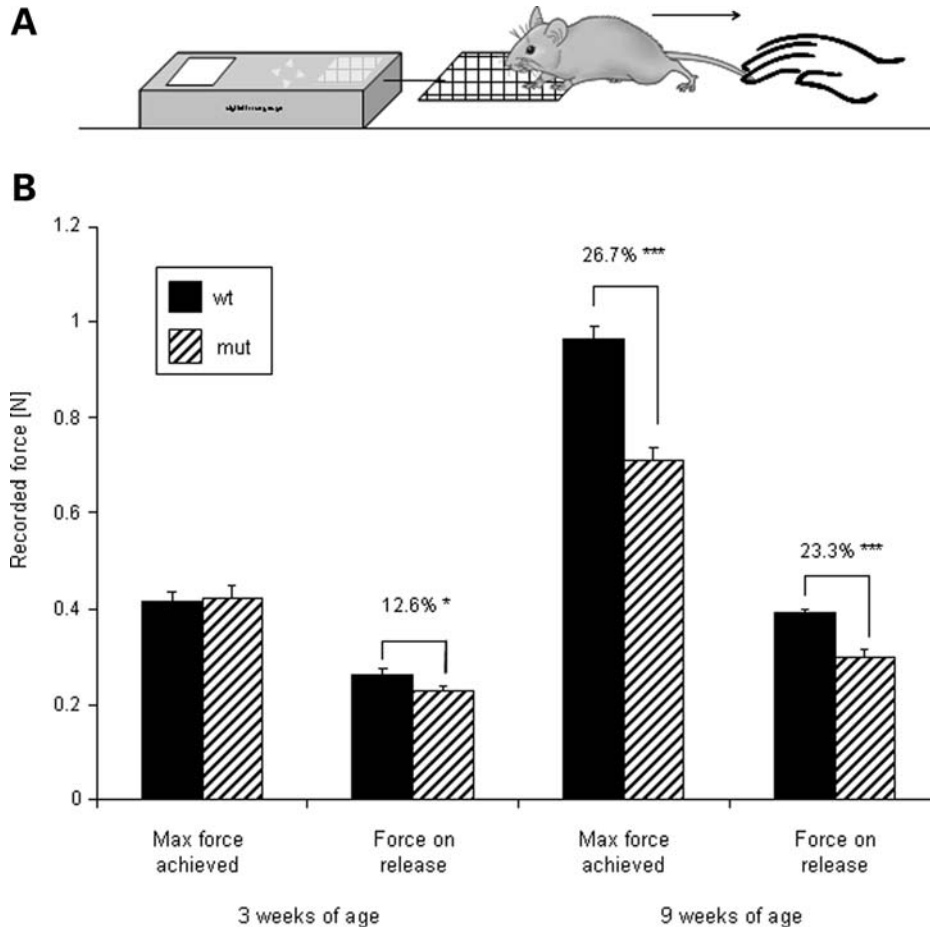 A
B
1.2
1
0.8
0.6
0.4
0.2
0
Recorded force [N]
wt
mut
12.6% *
26.7% ***
23.3% ***
Max force
achieved
Force on
release
Max force
achieved
Force on
release
3 weeks of age
9 weeks of age